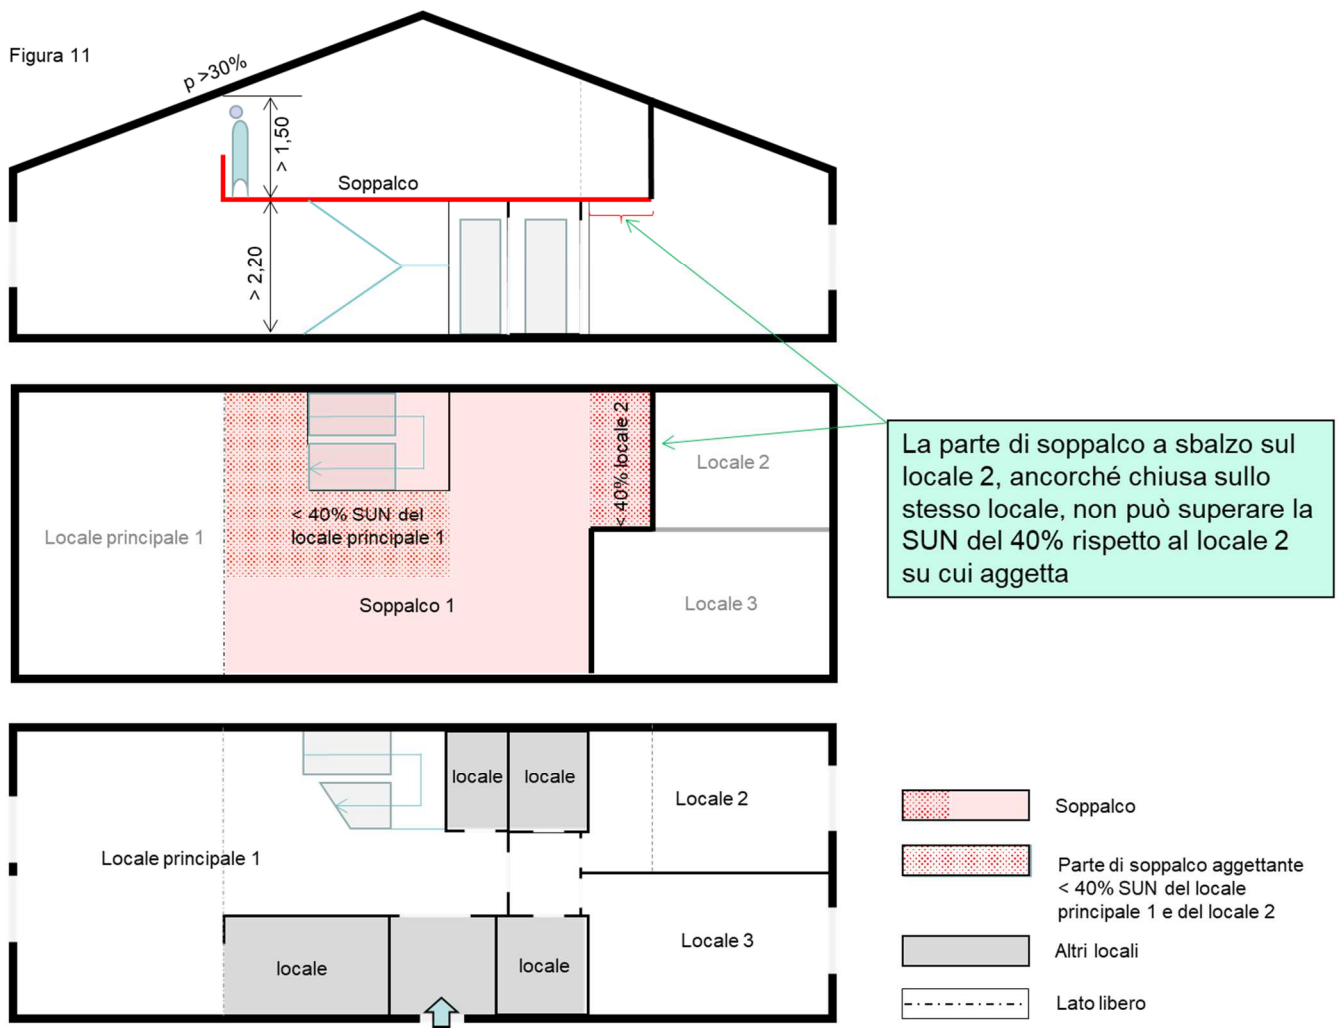 Figura 11
p >30%
> 1,50
Soppalco
> 2,20
< 40% locale 2
Locale 2
< 40% SUN del
locale principale 1
Locale principale 1
Soppalco 1
Locale 3
La parte di soppalco a sbalzo sul
locale 2, ancorché chiusa sullo
stesso locale, non può superare la
SUN del 40% rispetto al locale 2
su cui aggetta
locale
locale
Locale 2
Locale principale 1
Locale 3
locale
locale
Soppalco
Parte di soppalco aggettante
< 40% SUN del locale
principale 1 e del locale 2
Altri locali
Lato libero